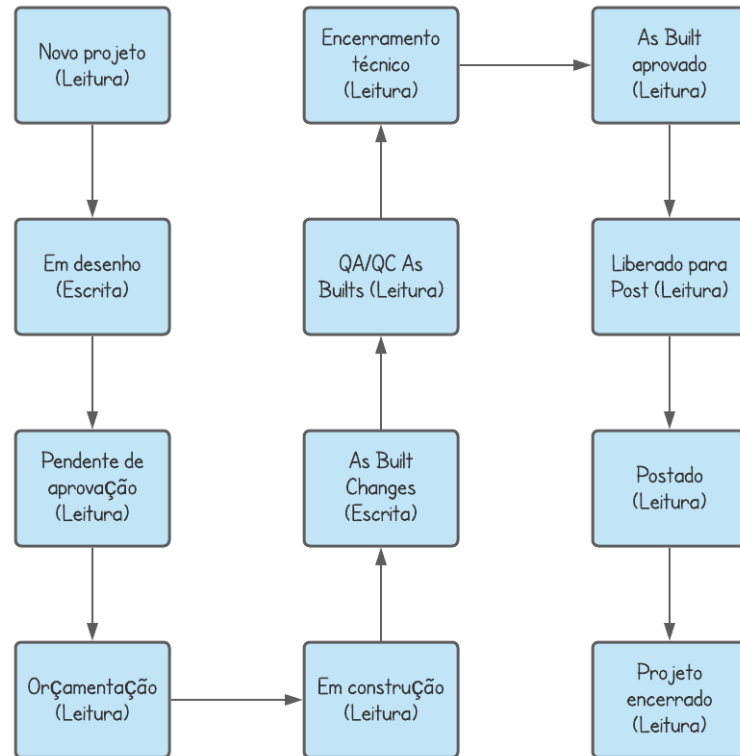 Novo projeto
(Leitura)
Em desenho
(Escrita)
Pendente de
aprovação
(Leitura)
Orçamentação
(Leitura)
Em construção
(Leitura)
As Built
Changes
(Escrita)
QA/QC As
Builts (Leitura)
Encerramento
técnico
(Leitura)
As Built
aprovado
(Leitura)
Liberado para
Post (Leitura)
Postado
(Leitura)
Projeto
encerrado
(Leitura)